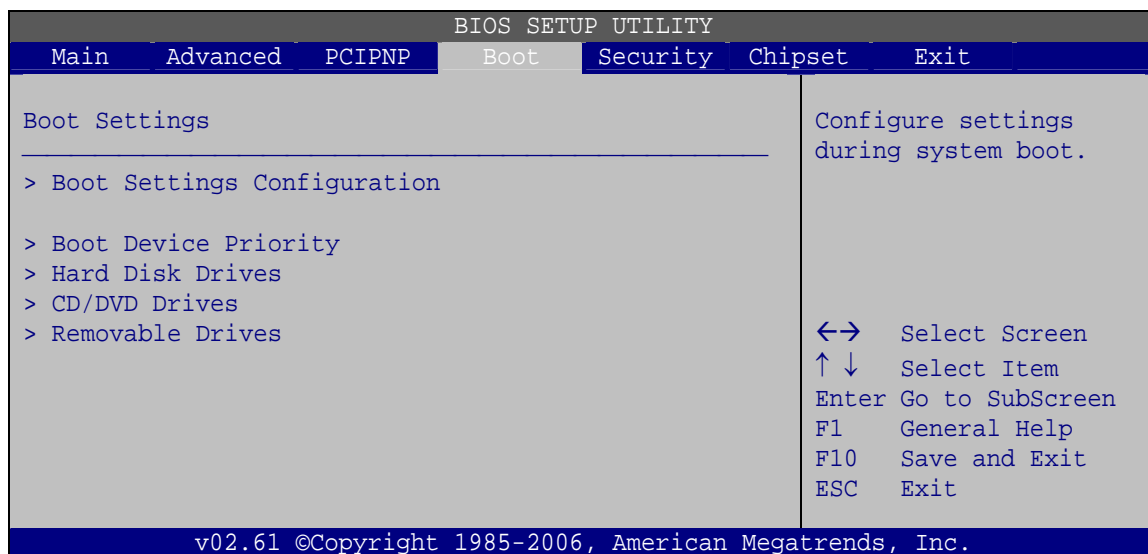 BIOS SETUP UTILITY
Main Advanced PCIPNP Boot Security Chipset Exit
Boot Settings
> Boot Settings Configuration
> Boot Device Priority
> Hard Disk Drives
> CD/DVD Drives
> Removable Drives
Configure settings
during system boot.
←→ Select Screen
↑ ↓ Select Item
Enter Go to SubScreen
F1 General Help
F10 Save and Exit
ESC Exit
v02.61 ©Copyright 1985-2006, American Megatrends, Inc.